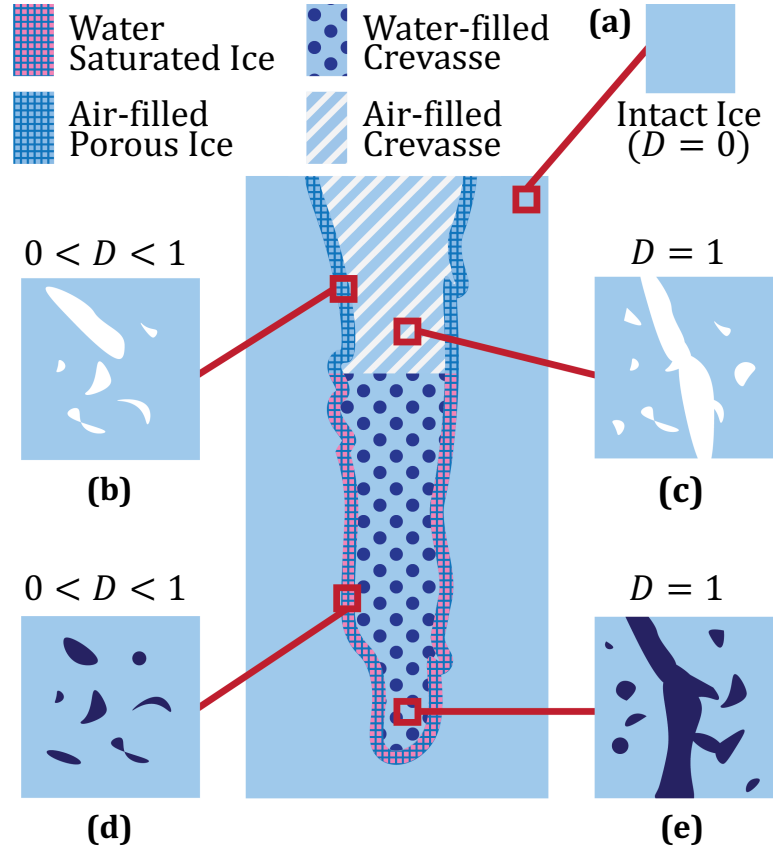 Water
Saturated Ice
Water-filled
Crevasse
(a)
Air-filled
Porous Ice
Air-filled
Crevasse
Intact Ice
(D = 0)
0 < D < 1
D = 1
(b)
(c)
0 < D < 1
D = 1
(d)
(e)